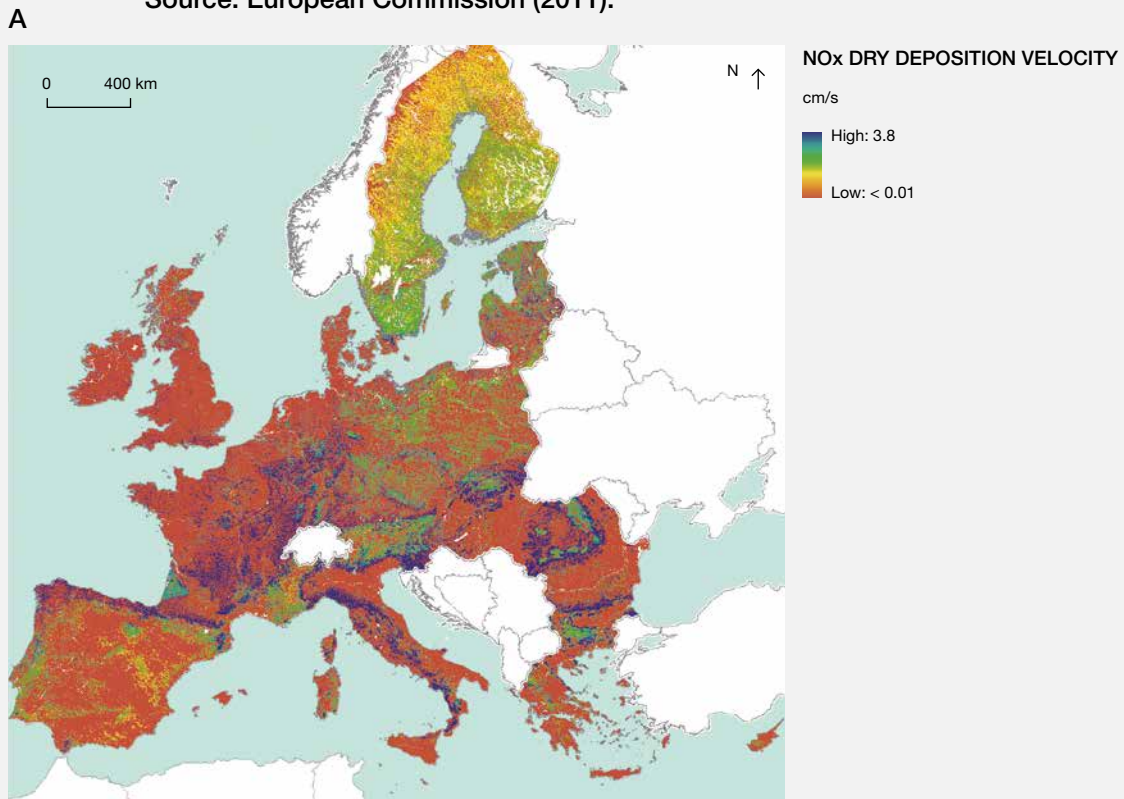 Source: European Commission (2011).
A
0 400 km
N
NOx DRY DEPOSITION VELOCITY
cm/s
High: 3.8
Low: < 0.01